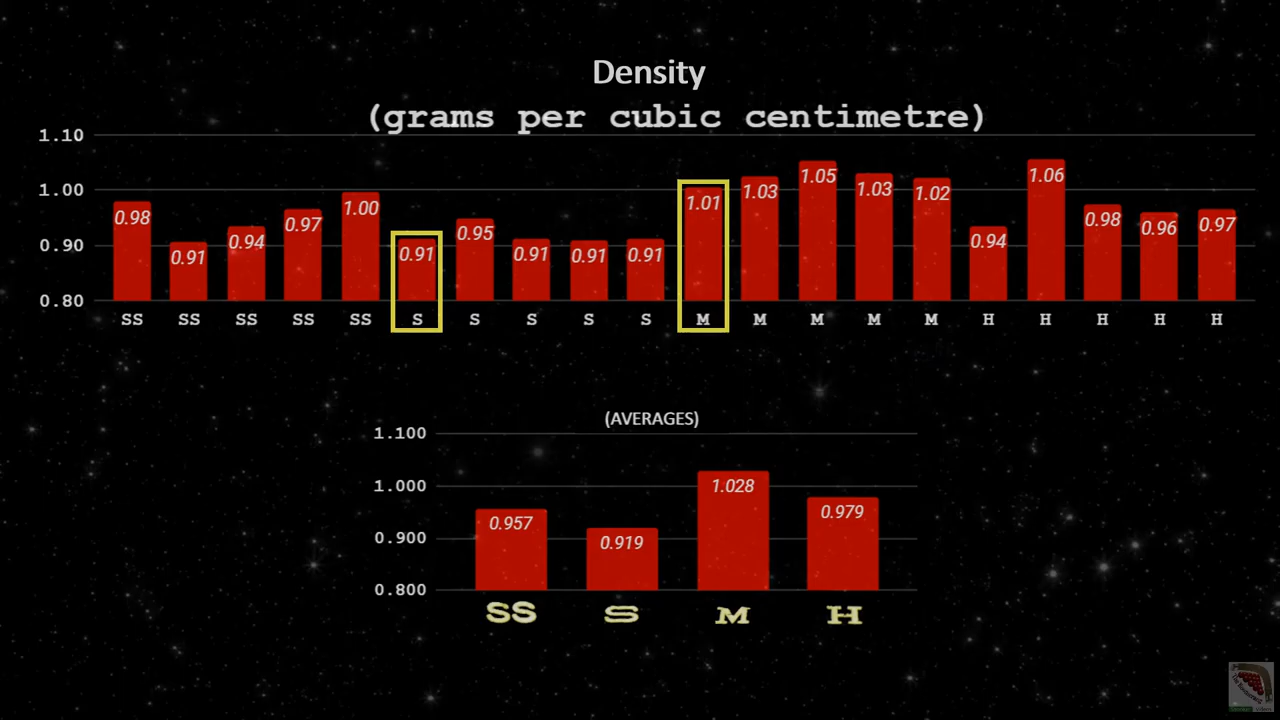 Density
(grams per cubic centimetre)
1.10
1.00
0.90
0.80
0.98 0.91 0.94 0.97 1.00 0.91 0.95 0.91 0.91 0.91 1.01 1.03 1.05 1.03 1.02 0.94 1.06 0.98 0.96 0.97
SS SS SS SS SS S S S S S M M M M M H H H H H
(AVERAGES)
1.100
1.000
0.900
0.800
0.957 0.919 1.028 0.979
SS S M H